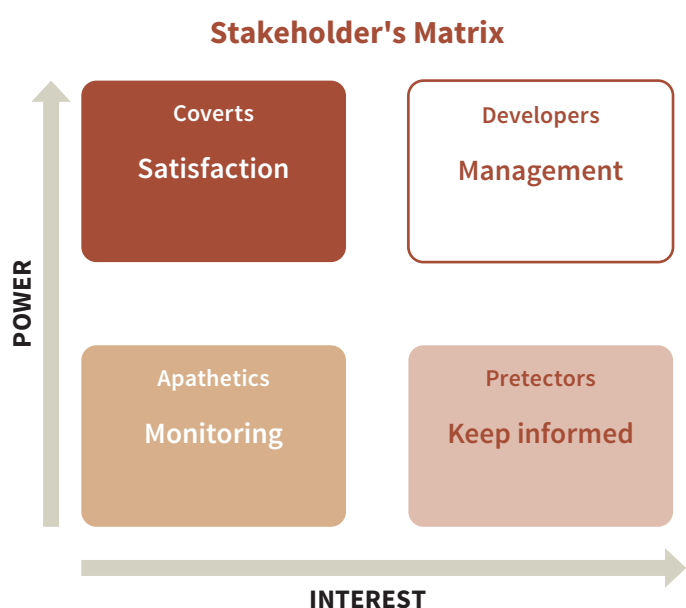 Stakeholder's Matrix
POWER
Coverts
Satisfaction
Developers
Management
Apathetics
Monitoring
Pretectors
Keep informed
INTEREST